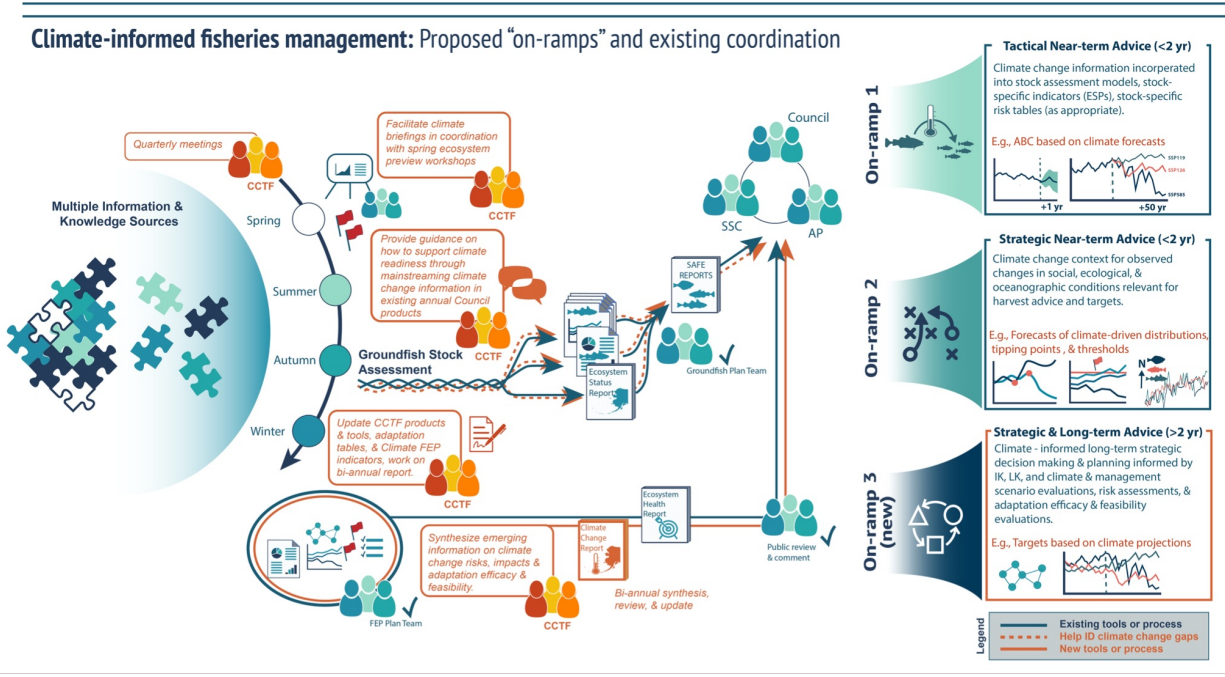 Climate-informed fisheries management: Proposed “on-ramps” and existing coordination
Quarterly meetings
CCTF
Facilitate climate
briefings in coordination
with spring ecosystem
preview workshops
CCTF
Multiple Information &
Knowledge Sources
Spring
Summer
Autumn
Winter
Provide guidance on
how to support climate
readiness through
mainstreaming climate
change information in
existing annual Council
products
CCTF
Groundfish Stock
Assessment
Ecosystem
Status
Report
SAFE
REPORTS
Groundfish Plan Team
Council
SSC
AP
Update CCTF products
& tools, adaptation
tables, & Climate FEP
indicators, work on
bi-annual report.
CCTF
FEP Plan Team
Synthesize emerging
information on climate
change risks, impacts &
adaptation efficacy &
feasibility.
CCTF
Climate
Change
Report
Ecosystem
Health
Report
Bi-annual synthesis,
review, & update
Public review
& comment
On-ramp 1
Tactical Near-term Advice (<2 yr)
Climate change information incorperated
into stock assessment models, stock-
specific indicators (ESPs), stock-specific
risk tables (as appropriate).
E.g., ABC based on climate forecasts
+1 yr
+50 yr
SSP119
SSP126
SSP585
On-ramp 2
Strategic Near-term Advice (<2 yr)
Climate change context for observed
changes in social, ecological, &
oceanographic conditions relevant for
harvest advice and targets.
E.g., Forecasts of climate-driven distributions,
tipping points , & thresholds
N
On-ramp 3
(new)
Strategic & Long-term Advice (>2 yr)
Climate - informed long-term strategic
decision making & planning informed by
IK, LK, and climate & management
scenario evaluations, risk assessments, &
adaptation efficacy & feasibility
evaluations.
E.g., Targets based on climate projections
Legend
Existing tools or process
Help ID climate change gaps
New tools or process